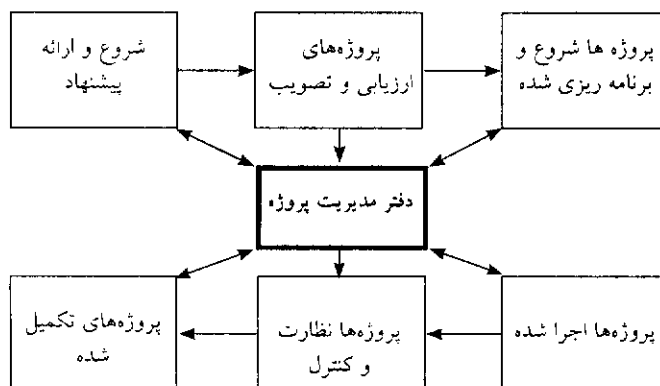 شروع و ارائه
پیشنهاد
پروژه‌های
ارزیابی و تصویب
پروژه ها شروع و
برنامه ریزی شده
دفتر مدیریت پروژه
پروژه‌های تکمیل
شده
پروژه‌ها نظارت
و کنترل
پروژه‌ها اجرا شده